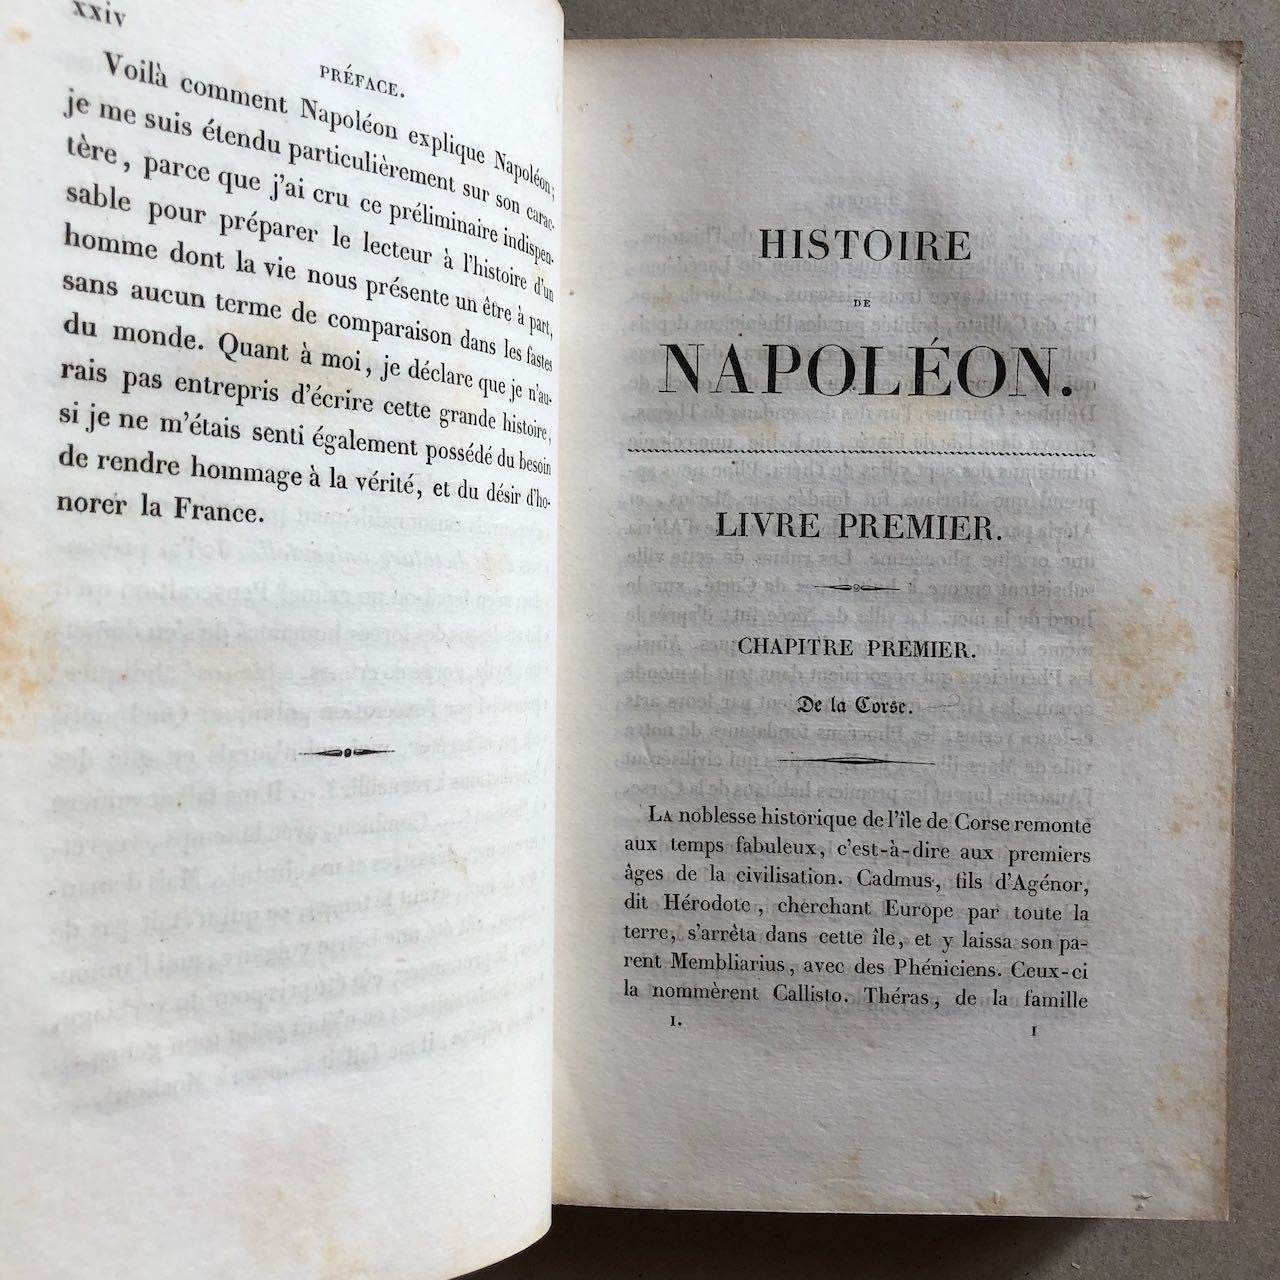 xxiv
PRÉFACE.
Voilà comment Napoléon explique Napoléon;
je me suis étendu particulièrement sur son carac-
tère, parce que j'ai cru ce préliminaire indispen-
sable pour préparer le lecteur à l'histoire d'un
homme dont la vie nous présente un être à part,
sans aucun terme de comparaison dans les fastes
du monde. Quant à moi, je déclare que je n'au-
rais pas entrepris d'écrire cette grande histoire,
si je ne m'étais senti également possédé du besoin
de rendre hommage à la vérité, et du désir d'ho-
norer la France.
HISTOIRE
DE
NAPOLÉON.
LIVRE PREMIER.
CHAPITRE PREMIER.
De la Corse.
LA noblesse historique de l'île de Corse remonte
aux temps fabuleux, c'est-à-dire aux premiers
âges de la civilisation. Cadmus, fils d'Agénor,
dit Hérodote, cherchant Europe par toute la
terre, s'arrêta dans cette île, et y laissa son pa-
rent Membliarius, avec des Phéniciens. Ceux-ci
la nommèrent Callisto. Théras, de la famille
I. 1